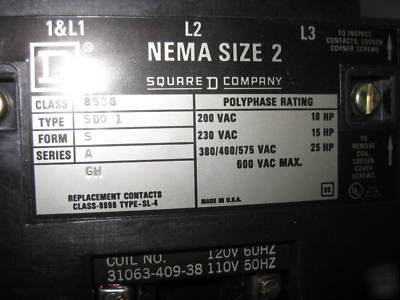 1&L1 L2 L3
NEMA SIZE 2
TO INSPECT
CONTACTS, LOOSEN
CORNER SCREWS
SQUARE D COMPANY
CLASS 8536
TYPE SDO 1
FORM S
SERIES A
GH
REPLACEMENT CONTACTS
CLASS-9998 TYPE-SL-4
POLYPHASE RATING
200 VAC 10 HP
230 VAC 15 HP
380/460/575 VAC 25 HP
600 VAC MAX.
MADE IN U.S.A.
TO
REMOVE
COIL,
LOOSEN
COVER
SCREWS
COIL NO. 120V 60HZ
31063-409-38 110V 50HZ